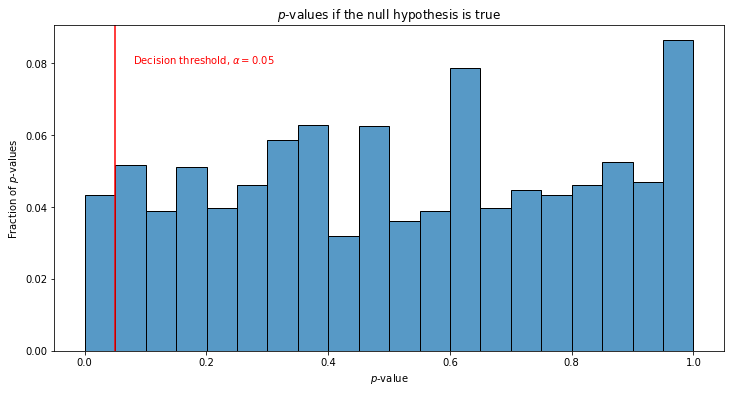 p-values if the null hypothesis is true
Decision threshold, α = 0.05
Fraction of p-values
0.08
0.06
0.04
0.02
0.00
0.0 0.2 0.4 0.6 0.8 1.0
p-value